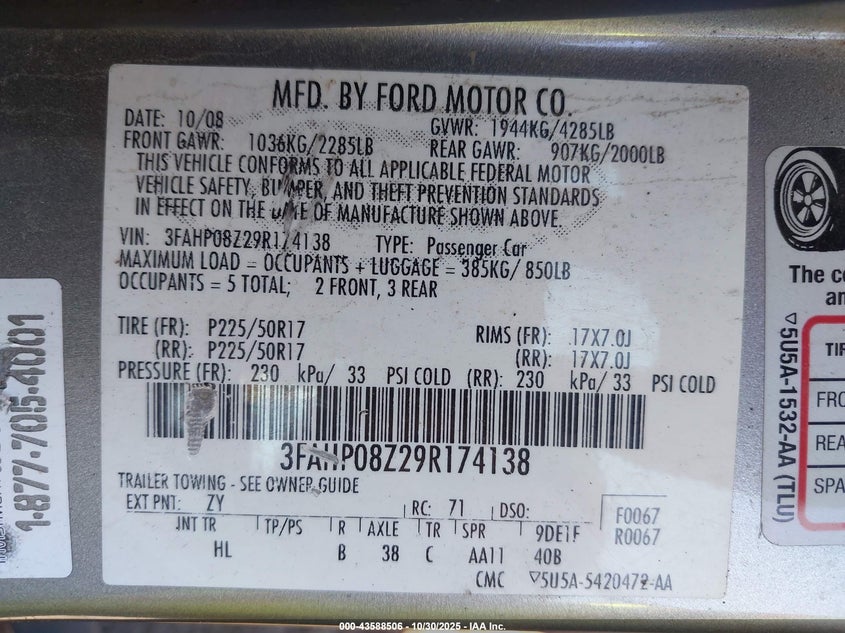 MFD. BY FORD MOTOR CO.
DATE: 10/08 GVWR: 1944KG/4285LB
FRONT GAWR: 1036KG/2285LB REAR GAWR: 907KG/2000LB
THIS VEHICLE CONFORMS TO ALL APPLICABLE FEDERAL MOTOR
VEHICLE SAFETY, BUMPER, AND THEFT PREVENTION STANDARDS
IN EFFECT ON THE DATE OF MANUFACTURE SHOWN ABOVE.
VIN: 3FAHP08Z29R174138 TYPE: Passenger Car
MAXIMUM LOAD = OCCUPANTS + LUGGAGE = 385KG/ 850LB
OCCUPANTS = 5 TOTAL; 2 FRONT, 3 REAR
TIRE (FR): P225/50R17 RIMS (FR): 17X7.0J
(RR): P225/50R17 (RR): 17X7.0J
PRESSURE (FR): 230 kPa/ 33 PSI COLD (RR): 230 kPa/ 33 PSI COLD
3FAHP08Z29R174138
TRAILER TOWING - SEE OWNER GUIDE
EXT PNT: ZY RC: 71 DSO: F0067
R0067
INT TR TP/PS R AXLE TR SPR 9DE1F
HL B 38 C AA11 40B
CMC ▽5U5A-5420472-AA
1-877-705-4001
The co
an
TIR
FRO
REA
SPA
▽5U5A-1532-AA (TLU)
000-43588506 - 10/30/2025 - IAA Inc.